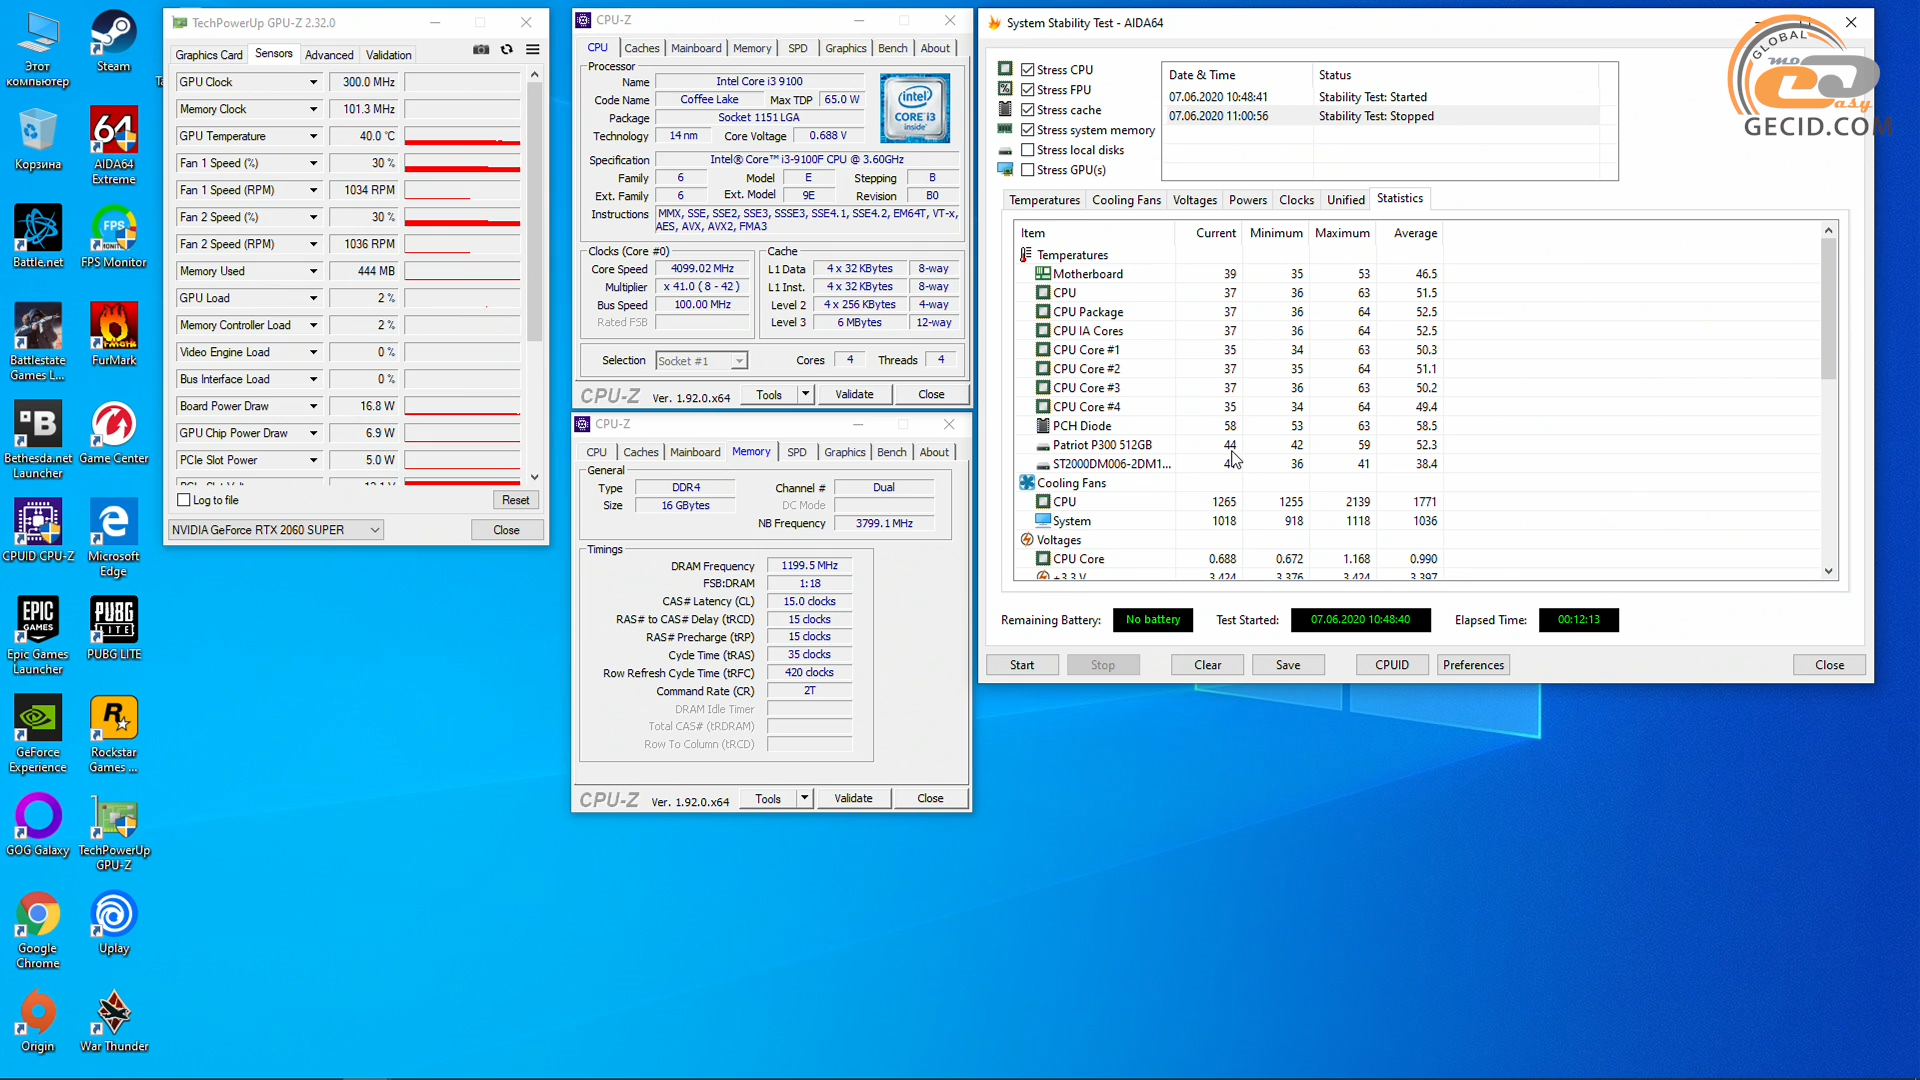 Этот
компьютер
Steam
Корзина
AIDA64
Extreme
Battle.net
FPS
MONITOR
FPS Monitor
Battlestate
Games L...
FurMark
Bethesda.net
Launcher
Game Center
CPUID CPU-Z
Microsoft
Edge
EPIC
GAMES
Epic Games
Launcher
PUBG
LITE
PUBG LITE
GeForce
Experience
Rockstar
Games ...
GOG Galaxy
TechPowerUp
GPU-Z
Google
Chrome
Uplay
Origin
War Thunder
TechPowerUp GPU-Z 2.32.0
Graphics Card Sensors Advanced Validation
GPU Clock 300.0 MHz
Memory Clock 101.3 MHz
GPU Temperature 40.0 °C
Fan 1 Speed (%) 30 %
Fan 1 Speed (RPM) 1034 RPM
Fan 2 Speed (%) 30 %
Fan 2 Speed (RPM) 1036 RPM
Memory Used 444 MB
GPU Load 2 %
Memory Controller Load 2 %
Video Engine Load 0 %
Bus Interface Load 0 %
Board Power Draw 16.8 W
GPU Chip Power Draw 6.9 W
PCIe Slot Power 5.0 W
Log to file Reset
NVIDIA GeForce RTX 2060 SUPER Close
CPU-Z
CPU Caches Mainboard Memory SPD Graphics Bench About
Processor
Name Intel Core i3 9100
Code Name Coffee Lake Max TDP 65.0 W
Package Socket 1151 LGA
Technology 14 nm Core Voltage 0.688 V
intel
CORE i3
inside
Specification Intel® Core™ i3-9100F CPU @ 3.60GHz
Family 6 Model E Stepping B
Ext. Family 6 Ext. Model 9E Revision B0
Instructions MMX, SSE, SSE2, SSE3, SSSE3, SSE4.1, SSE4.2, EM64T, VT-x,
AES, AVX, AVX2, FMA3
Clocks (Core #0)
Core Speed 4099.02 MHz
Multiplier x 41.0 ( 8 - 42 )
Bus Speed 100.00 MHz
Rated FSB
Cache
L1 Data 4 x 32 KBytes 8-way
L1 Inst. 4 x 32 KBytes 8-way
Level 2 4 x 256 KBytes 4-way
Level 3 6 MBytes 12-way
Selection Socket #1 Cores 4 Threads 4
CPU-Z Ver. 1.92.0.x64 Tools Validate Close
CPU-Z
CPU Caches Mainboard Memory SPD Graphics Bench About
General
Type DDR4 Channel # Dual
Size 16 GBytes DC Mode
NB Frequency 3799.1 MHz
Timings
DRAM Frequency 1199.5 MHz
FSB:DRAM 1:18
CAS# Latency (CL) 15.0 clocks
RAS# to CAS# Delay (tRCD) 15 clocks
RAS# Precharge (tRP) 15 clocks
Cycle Time (tRAS) 35 clocks
Row Refresh Cycle Time (tRFC) 420 clocks
Command Rate (CR) 2T
DRAM Idle Timer
Total CAS# (tRDRAM)
Row To Column (tRCD)
CPU-Z Ver. 1.92.0.x64 Tools Validate Close
System Stability Test - AIDA64
Stress CPU
Stress FPU
Stress cache
Stress system memory
Stress local disks
Stress GPU(s)
Date & Time Status
07.06.2020 10:48:41 Stability Test: Started
07.06.2020 11:00:56 Stability Test: Stopped
Temperatures Cooling Fans Voltages Powers Clocks Unified Statistics
Item Current Minimum Maximum Average
Temperatures
Motherboard 39 35 53 46.5
CPU 37 36 63 51.5
CPU Package 37 36 64 52.5
CPU IA Cores 37 36 64 52.5
CPU Core #1 35 34 63 50.3
CPU Core #2 37 35 64 51.1
CPU Core #3 37 36 63 50.2
CPU Core #4 35 34 64 49.4
PCH Diode 58 53 63 58.5
Patriot P300 512GB 44 42 59 52.3
ST2000DM006-2DM1... 36 41 38.4
Cooling Fans
CPU 1265 1255 2139 1771
System 1018 918 1118 1036
Voltages
CPU Core 0.688 0.672 1.168 0.990
+3.3 V 3.424 3.376 3.424 3.397
Remaining Battery: No battery Test Started: 07.06.2020 10:48:40 Elapsed Time: 00:12:13
Start Stop Clear Save CPUID Preferences Close
GLOBAL
mo
easy
GECID.COM